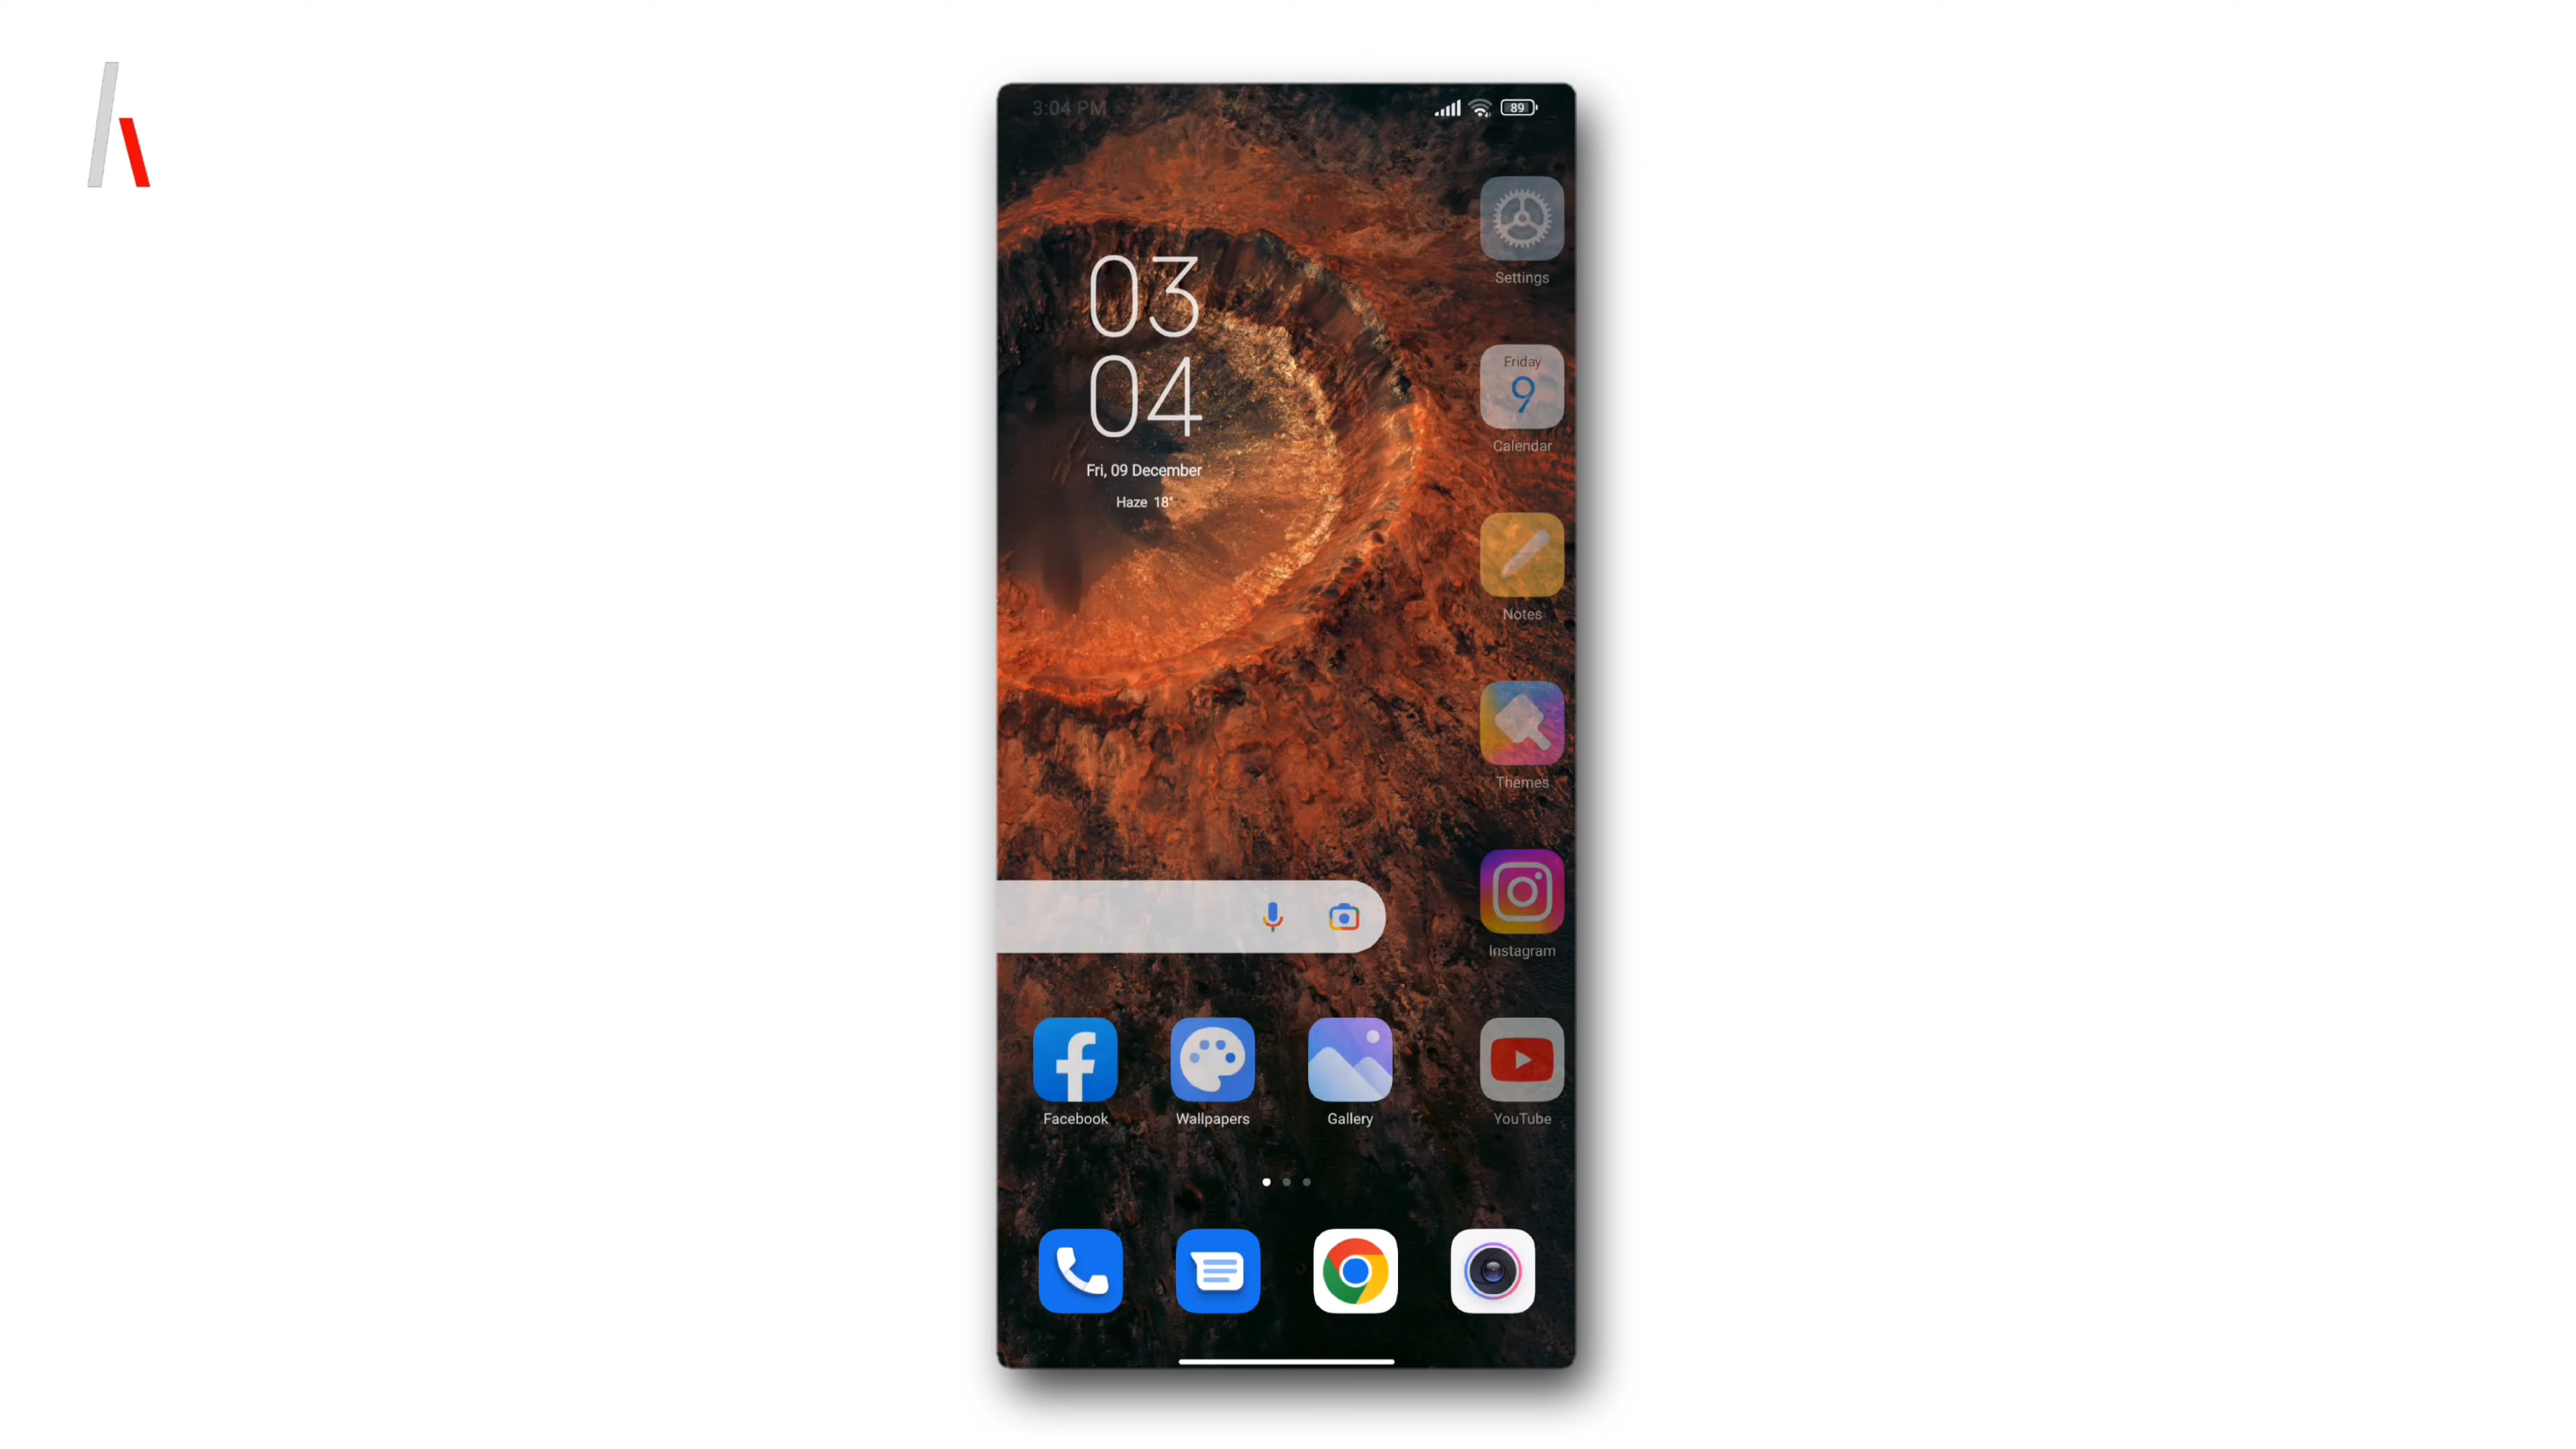 3:04 PM
89
03
04
Fri, 09 December
Haze 18°
Settings
Friday
9
Calendar
Notes
Themes
Instagram
Facebook
Wallpapers
Gallery
YouTube